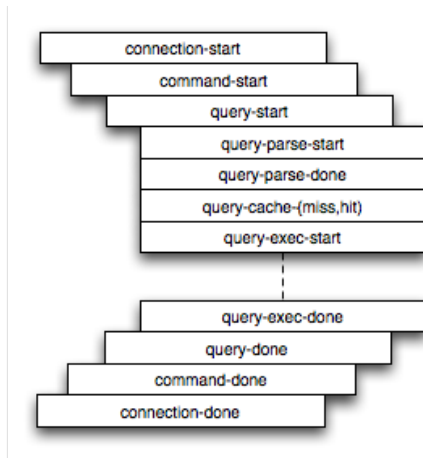 connection-start
command-start
query-start
query-parse-start
query-parse-done
query-cache-(miss,hit)
query-exec-start
query-exec-done
query-done
command-done
connection-done